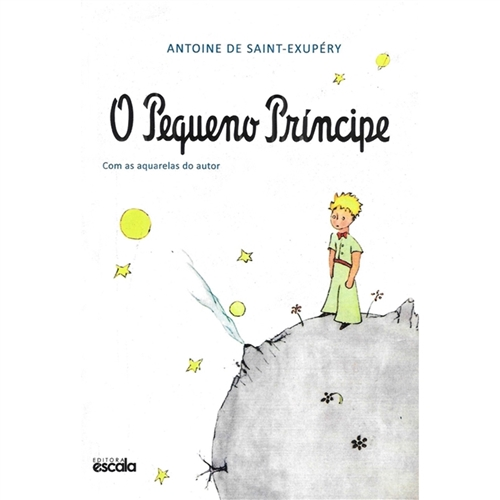 ANTOINE DE SAINT-EXUPÉRY
O Pequeno Príncipe
Com as aquarelas do autor
EDITORA
escala